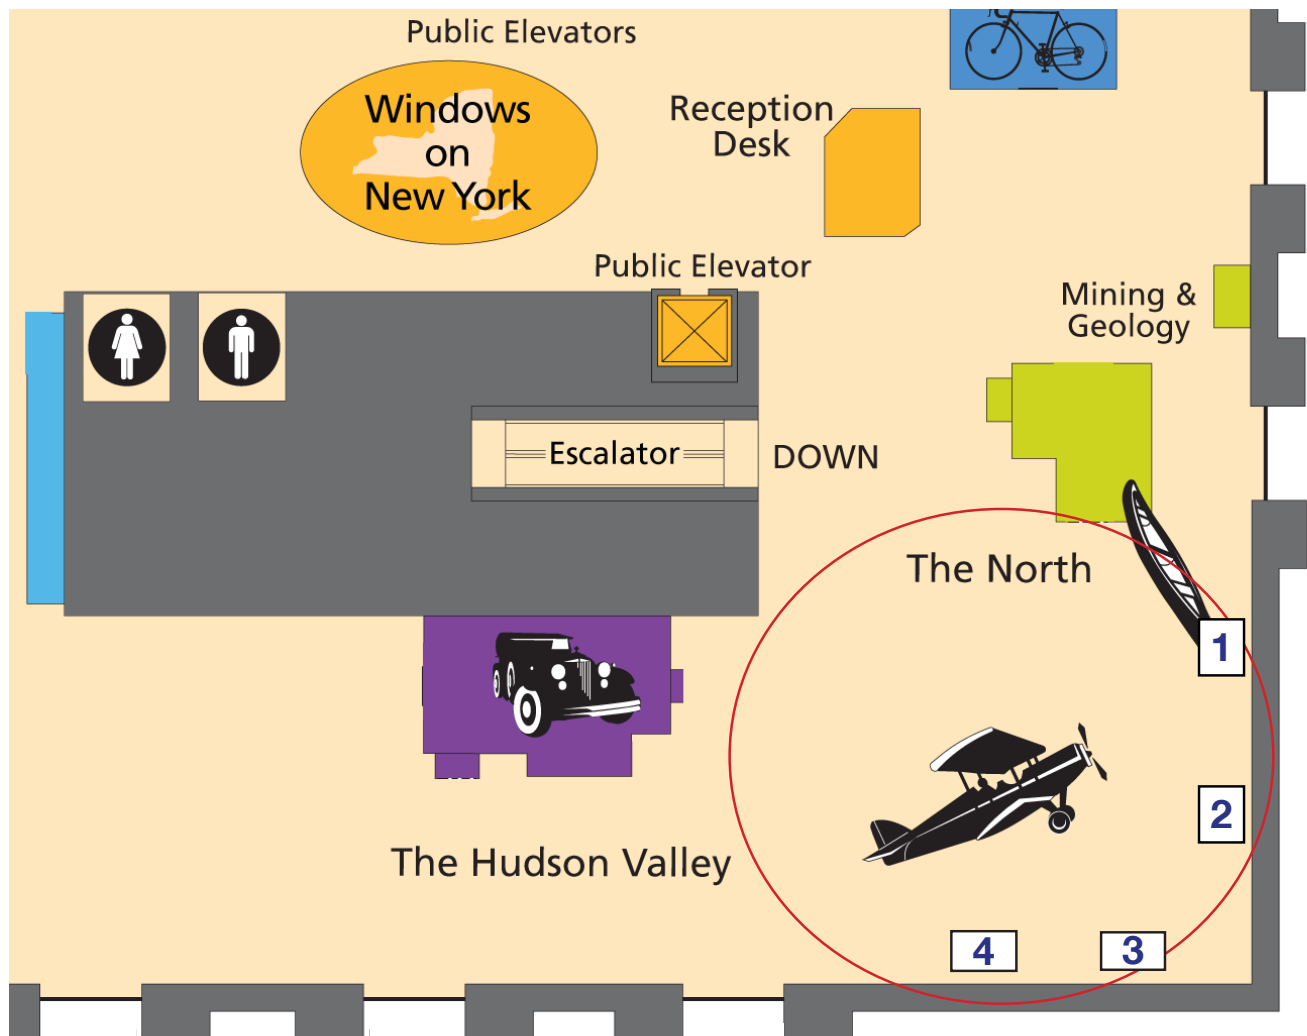 Public Elevators
Windows
on
New York
Reception
Desk
Public Elevator
Mining &
Geology
Escalator
DOWN
The North
1
The Hudson Valley
2
4
3